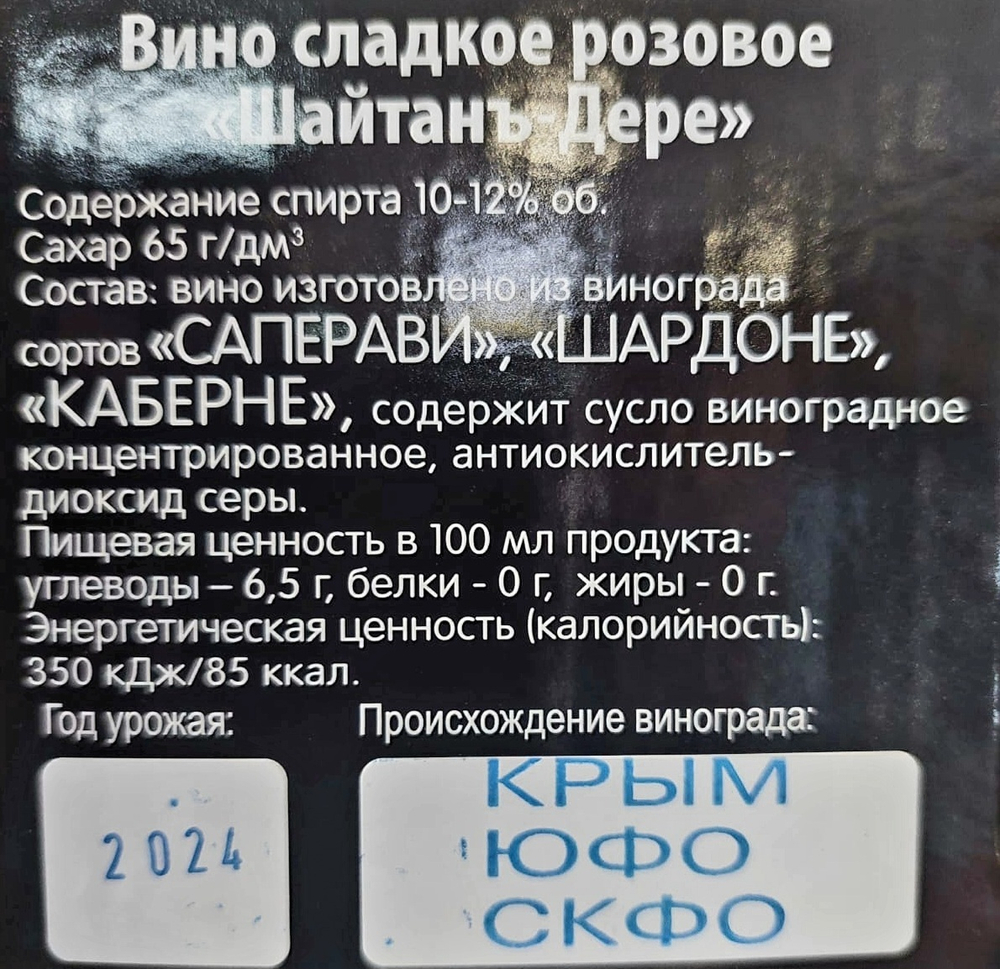 Вино сладкое розовое
«Шайтанъ-Дере»
Содержание спирта 10-12% об.
Сахар 65 г/дм³
Состав: вино изготовлено из винограда
сортов «САПЕРАВИ», «ШАРДОНЕ»,
«КАБЕРНЕ», содержит сусло виноградное
концентрированное, антиокислитель-
диоксид серы.
Пищевая ценность в 100 мл продукта:
углеводы – 6,5 г, белки - 0 г, жиры - 0 г.
Энергетическая ценность (калорийность):
350 кДж/85 ккал.
Год урожая: Происхождение винограда:
КРЫМ
2024 ЮФО
СКФО